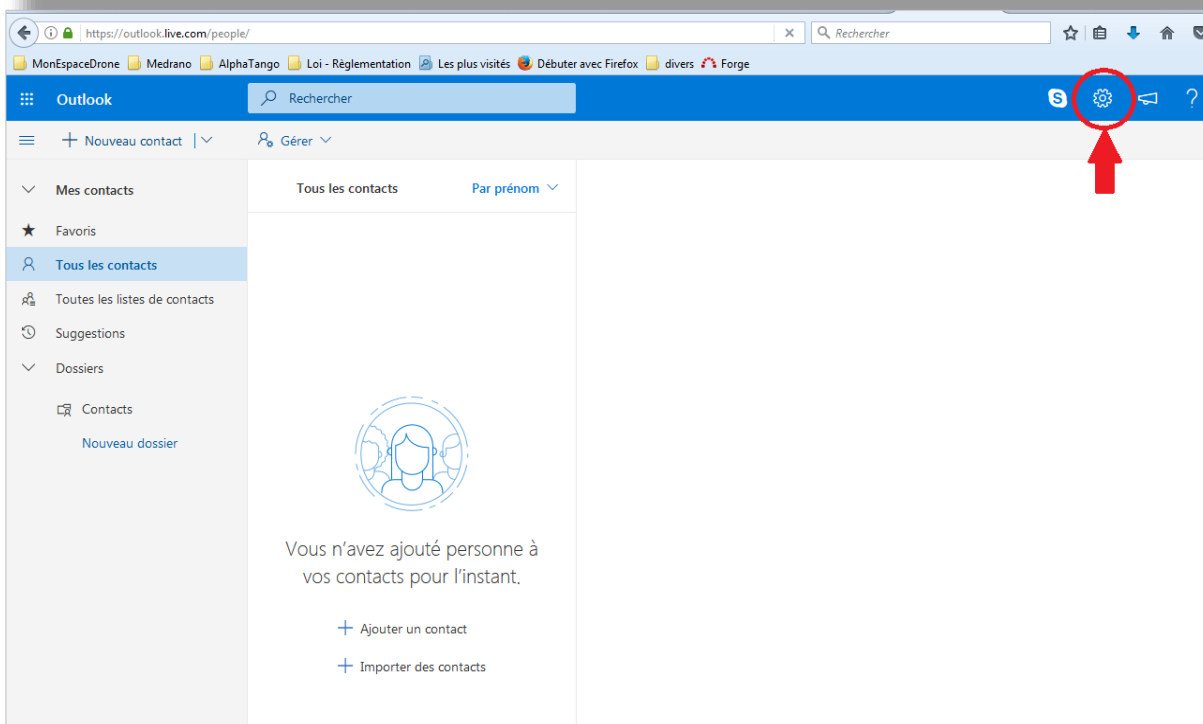 https://outlook.live.com/people/
Rechercher
MonEspaceDrone Medrano AlphaTango Loi - Règlementation Les plus visités Débuter avec Firefox divers Forge
Outlook
Rechercher
S
?
Nouveau contact
Gérer
Mes contacts
Tous les contacts
Par prénom
Favoris
Tous les contacts
Toutes les listes de contacts
Suggestions
Dossiers
Contacts
Nouveau dossier
Vous n'avez ajouté personne à
vos contacts pour l'instant.
Ajouter un contact
Importer des contacts